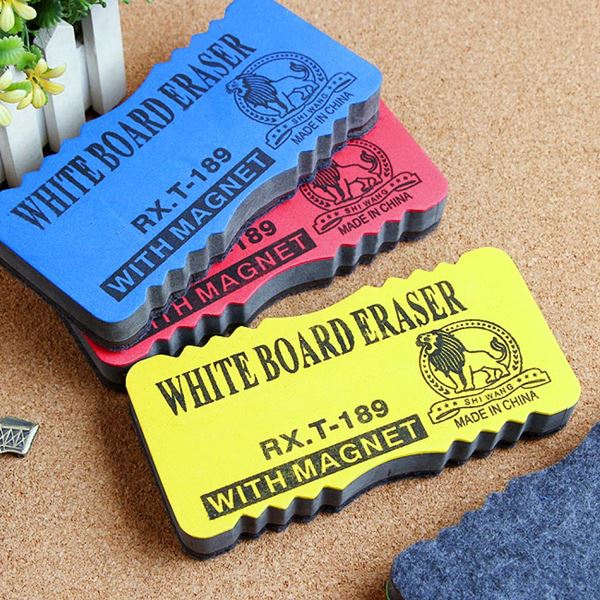 WHITE BOARD ERASER
RX.T-189
WITH MAGNET
SHI WANG
MADE IN CHINA
189
WITH MAGNET
SHI WANG
MADE IN CHINA
WHITE BOARD ERASER
RX.T-189
WITH MAGNET
SHI WANG
MADE IN CHINA